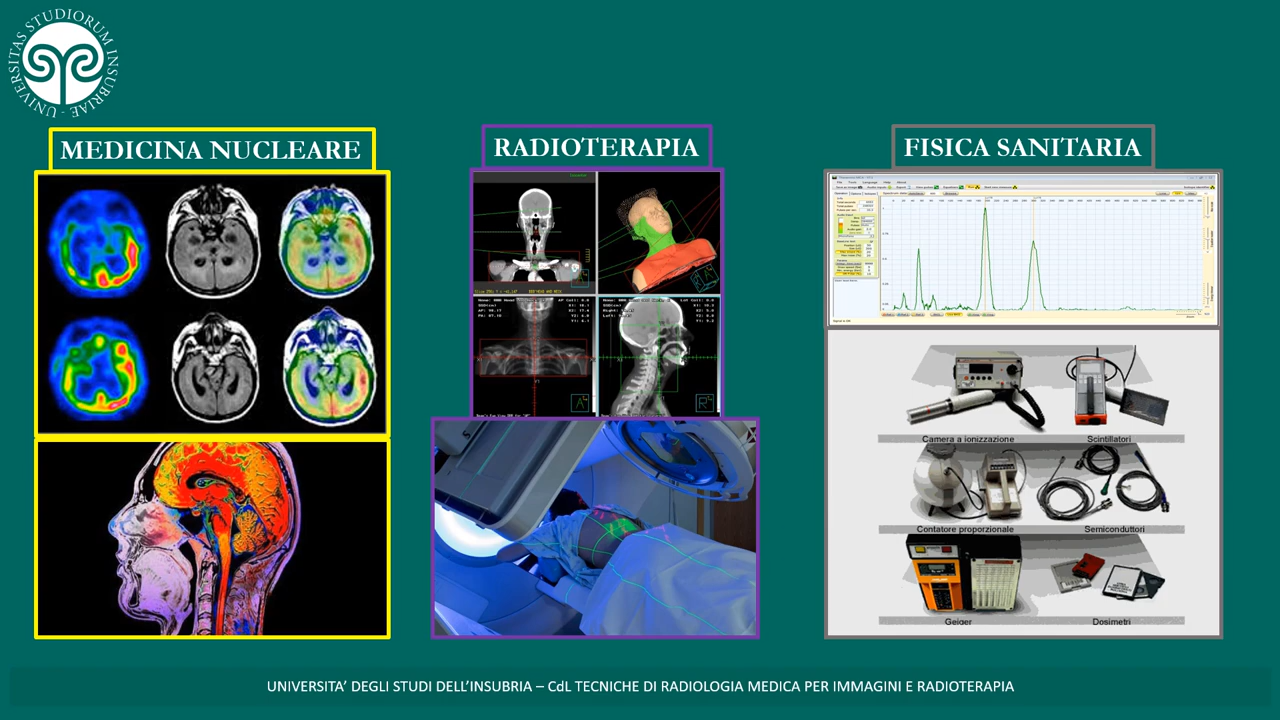 UNIVERSITAS STUDIORUM INSUBRIAE
MEDICINA NUCLEARE
RADIOTERAPIA
FISICA SANITARIA
Camera a ionizzazione
Scintillatori
Contatore proporzionale
Semiconduttori
Geiger
Dosimetri
UNIVERSITA' DEGLI STUDI DELL'INSUBRIA – CdL TECNICHE DI RADIOLOGIA MEDICA PER IMMAGINI E RADIOTERAPIA